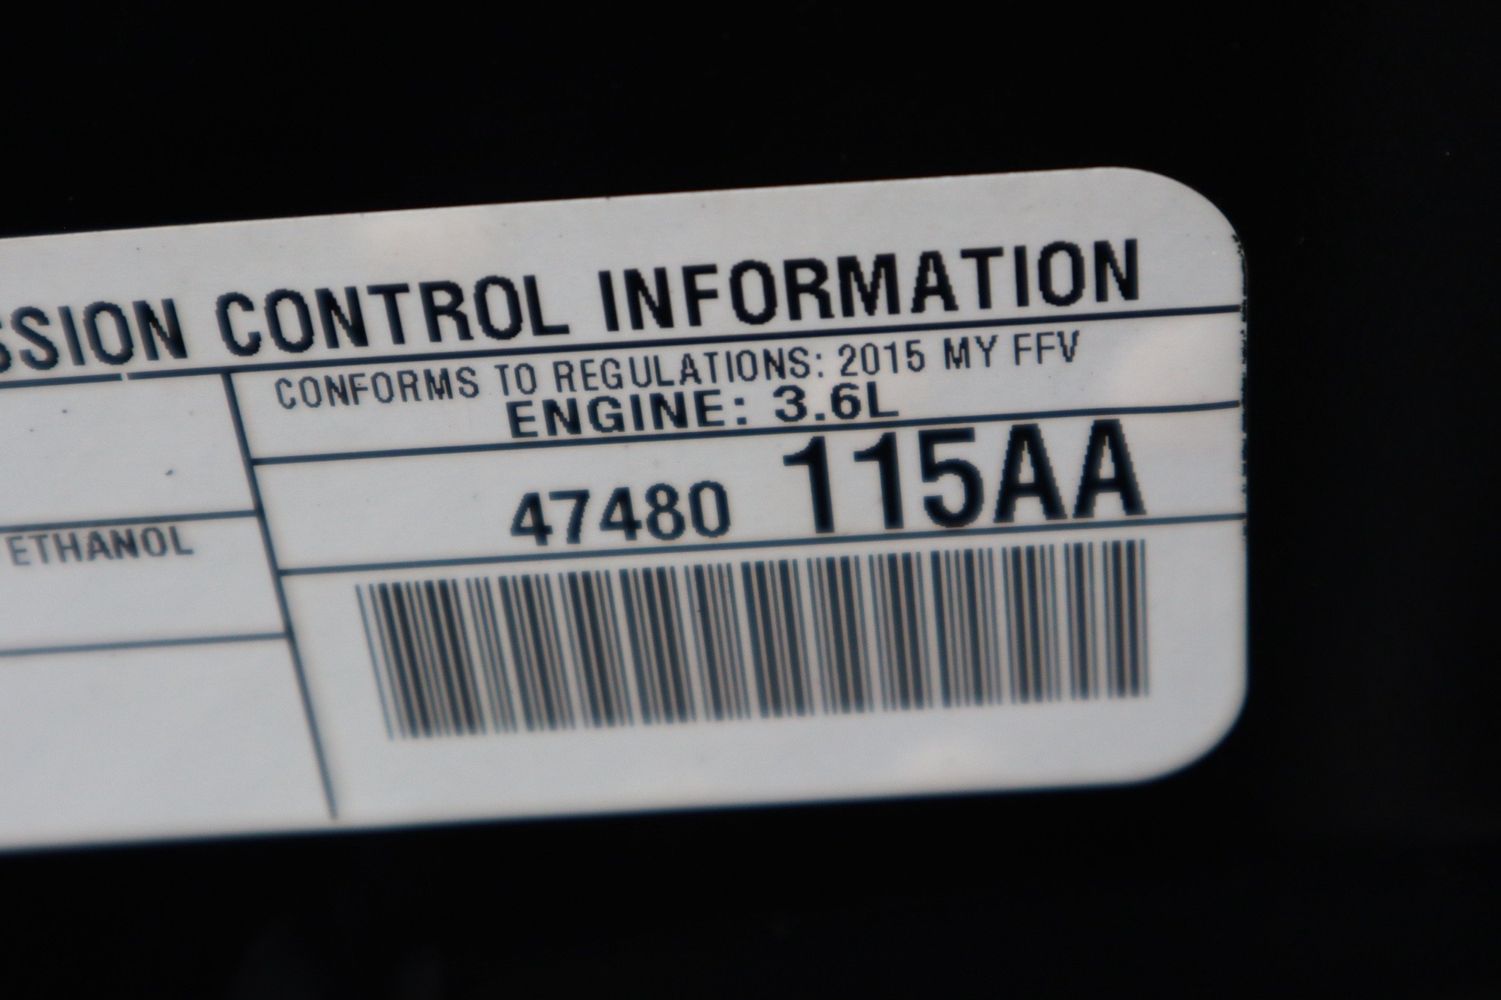 SSION CONTROL INFORMATION
CONFORMS TO REGULATIONS: 2015 MY FFV
ENGINE: 3.6L
47480 115AA
ETHANOL